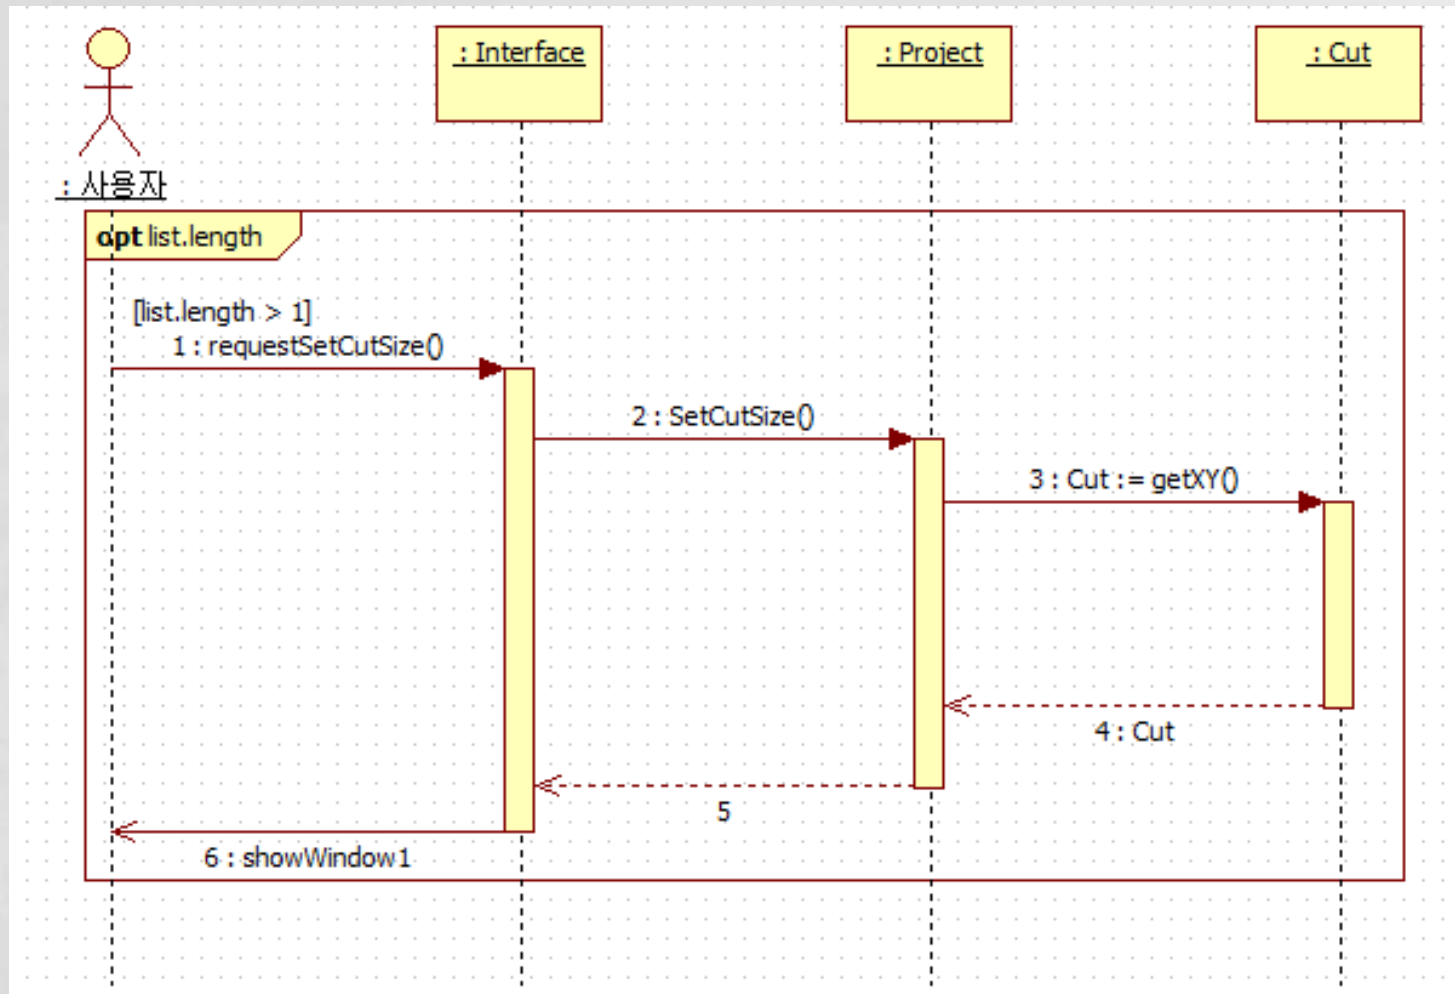 : Interface
: Project
: Cut
: 사용자
opt list.length
[list.length > 1]
1 : requestSetCutSize()
2 : SetCutSize()
3 : Cut := getXY()
4 : Cut
5
6 : showWindow1